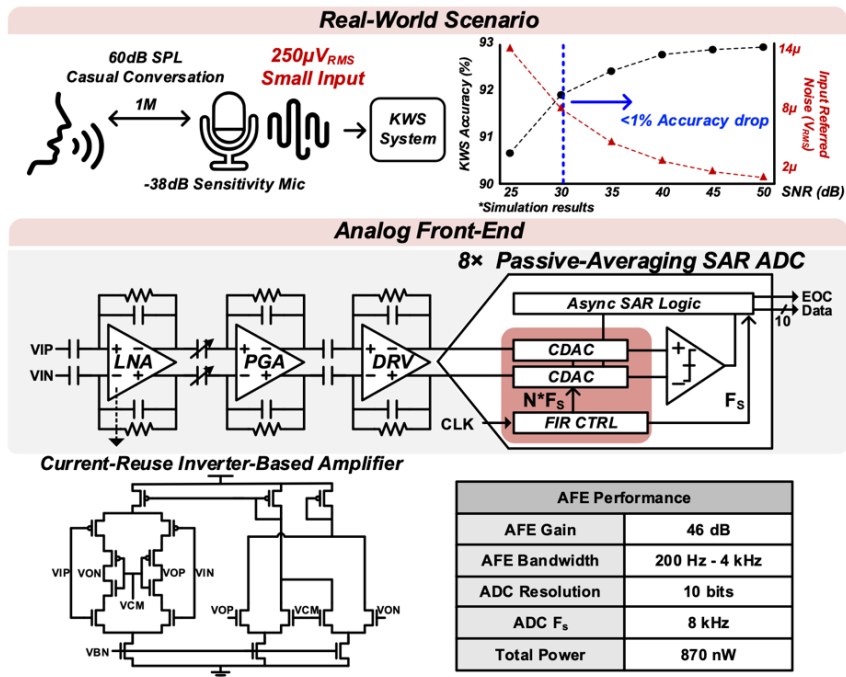 Real-World Scenario
60dB SPL
Casual Conversation
1M
250µVRMS
Small Input
KWS
System
-38dB Sensitivity Mic
93
92
91
90
KWS Accuracy (%)
25 30 35 40 45 50 SNR (dB)
14µ
8µ
2µ
Input Referred
Noise (VRMS)
<1% Accuracy drop
*Simulation results
Analog Front-End
8× Passive-Averaging SAR ADC
Async SAR Logic
EOC
Data
10
VIP
VIN
LNA
PGA
DRV
CDAC
CDAC
N*FS
FS
CLK
FIR CTRL
Current-Reuse Inverter-Based Amplifier
VIP
VON
VOP
VIN
VCM
VBN
VOP
VCM
VON
AFE Performance
AFE Gain 46 dB
AFE Bandwidth 200 Hz - 4 kHz
ADC Resolution 10 bits
ADC Fs 8 kHz
Total Power 870 nW